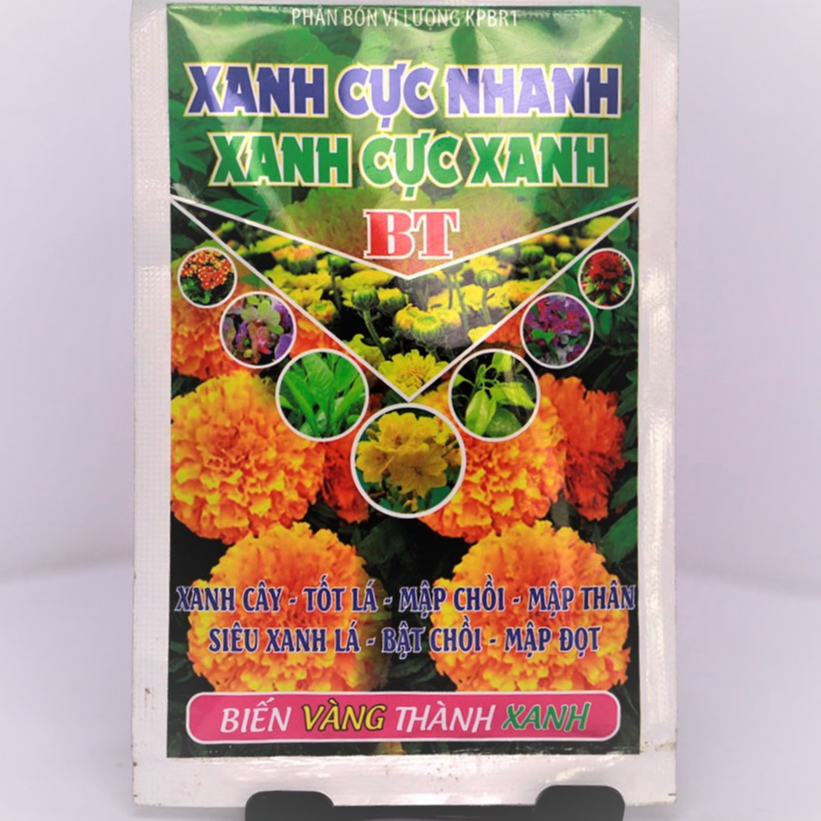 PHÂN BÓN VI LƯỢNG KPBR1
XANH CỰC NHANH
XANH CỰC XANH
BT
XANH CÂY - TỐT LÁ - MẬP CHỒI - MẬP THÂN
SIÊU XANH LÁ - BẬT CHỒI - MẬP ĐỌT
BIẾN VÀNG THÀNH XANH